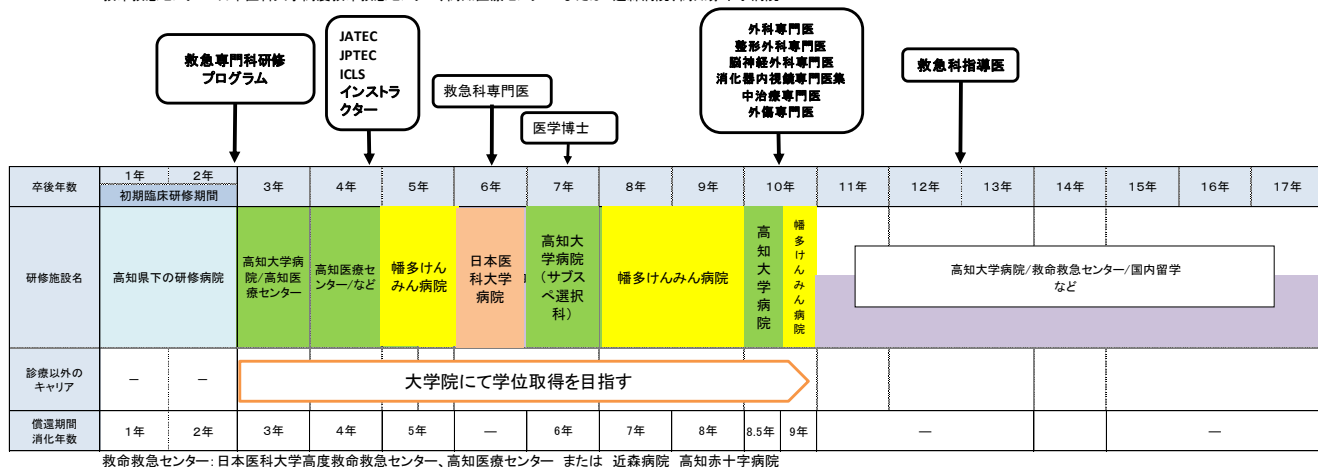 救急専門科研修
プログラム
JATEC
JPTEC
ICLS
インストラ
クター
救急科専門医
医学博士
外科専門医
整形外科専門医
脳神経外科専門医
消化器内視鏡専門医集
中治療専門医
外傷専門医
救急科指導医
卒後年数
1年 2年
初期臨床研修期間
3年 4年 5年 6年 7年 8年 9年 10年 11年 12年 13年 14年 15年 16年 17年
研修施設名
高知県下の研修病院
高知大学病
院/高知医
療センター
高知医療セ
ンター/など
幡多けん
みん病院
日本医
科大学
病院
高知大
学病院
(サブス
ペ選択
科)
幡多けんみん病院
高知大学病院
幡多けんみん病院
高知大学病院/救命救急センター/国内留学
など
診療以外の
キャリア
－ －
大学院にて学位取得を目指す
償還期間
消化年数
1年 2年 3年 4年 5年 － 6年 7年 8年 8.5年 9年 － －
救命救急センター：日本医科大学高度救命救急センター、高知医療センター または 近森病院 高知赤十字病院